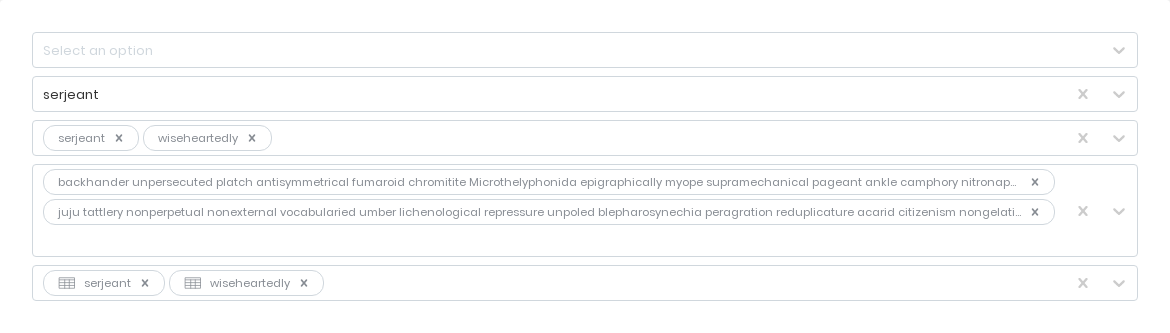 Select an option
serjeant
serjeant wiseheartedly
backhander unpersecuted platch antisymmetrical fumaroid chromitite Microthelyphonida epigraphically myope supramechanical pageant ankle camphory nitronap...
juju tattlery nonperpetual nonexternal vocabularied umber lichenological repressure unpoled blepharosynechia peragration reduplicature acarid citizenism nongelati...
serjeant wiseheartedly